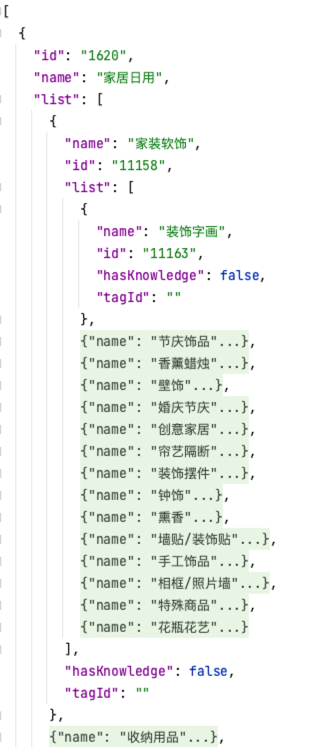 [
{
"id": "1620",
"name": "家居日用",
"list": [
{
"name": "家装软饰",
"id": "11158",
"list": [
{
"name": "装饰字画",
"id": "11163",
"hasKnowledge": false,
"tagId": ""
},
{"name": "节庆饰品"...},
{"name": "香薰蜡烛"...},
{"name": "壁饰"...},
{"name": "婚庆节庆"...},
{"name": "创意家居"...},
{"name": "帘艺隔断"...},
{"name": "装饰摆件"...},
{"name": "钟饰"...},
{"name": "熏香"...},
{"name": "墙贴/装饰贴"...},
{"name": "手工饰品"...},
{"name": "相框/照片墙"...},
{"name": "特殊商品"...},
{"name": "花瓶花艺"...}
],
"hasKnowledge": false,
"tagId": ""
},
{"name": "收纳用品"...},